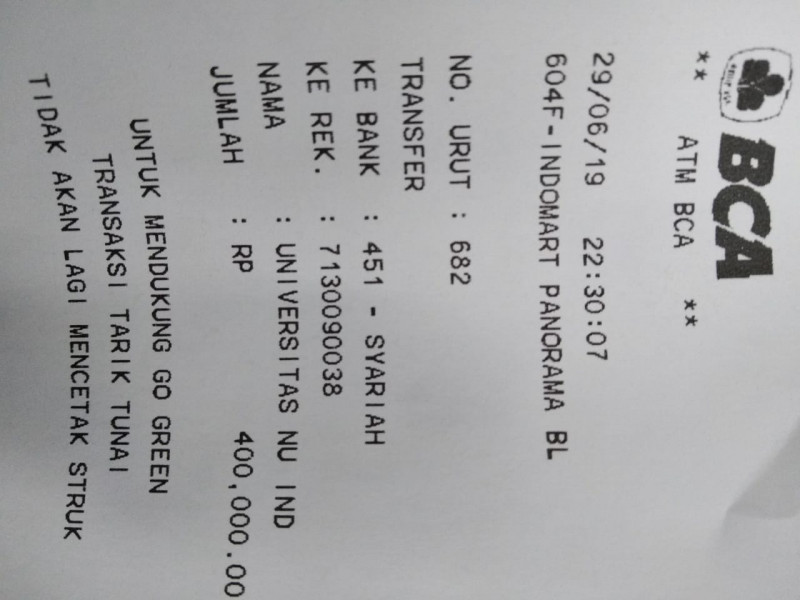 BCA
** ATM BCA **
29/06/19 22:30:07
604F-INDOMART PANORAMA BL
NO. URUT : 682
TRANSFER
KE BANK : 451 - SYARIAH
KE REK. : 7130090038
NAMA : UNIVERSITAS NU IND
JUMLAH : RP 400,000.00
UNTUK MENDUKUNG GO GREEN
TRANSAKSI TARIK TUNAI
TIDAK AKAN LAGI MENCETAK STRUK